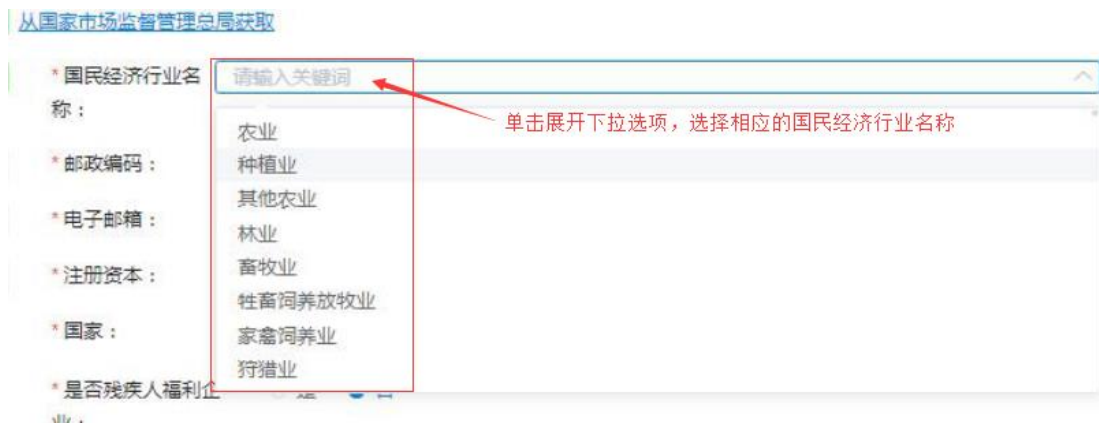 从国家市场监督管理总局获取
*国民经济行业名 请输入关键词
称：
单击展开下拉选项，选择相应的国民经济行业名称
农业
*邮政编码： 种植业
其他农业
*电子邮箱：
林业
*注册资本： 畜牧业
牲畜饲养放牧业
*国家： 家禽饲养业
狩猎业
*是否残疾人福利企